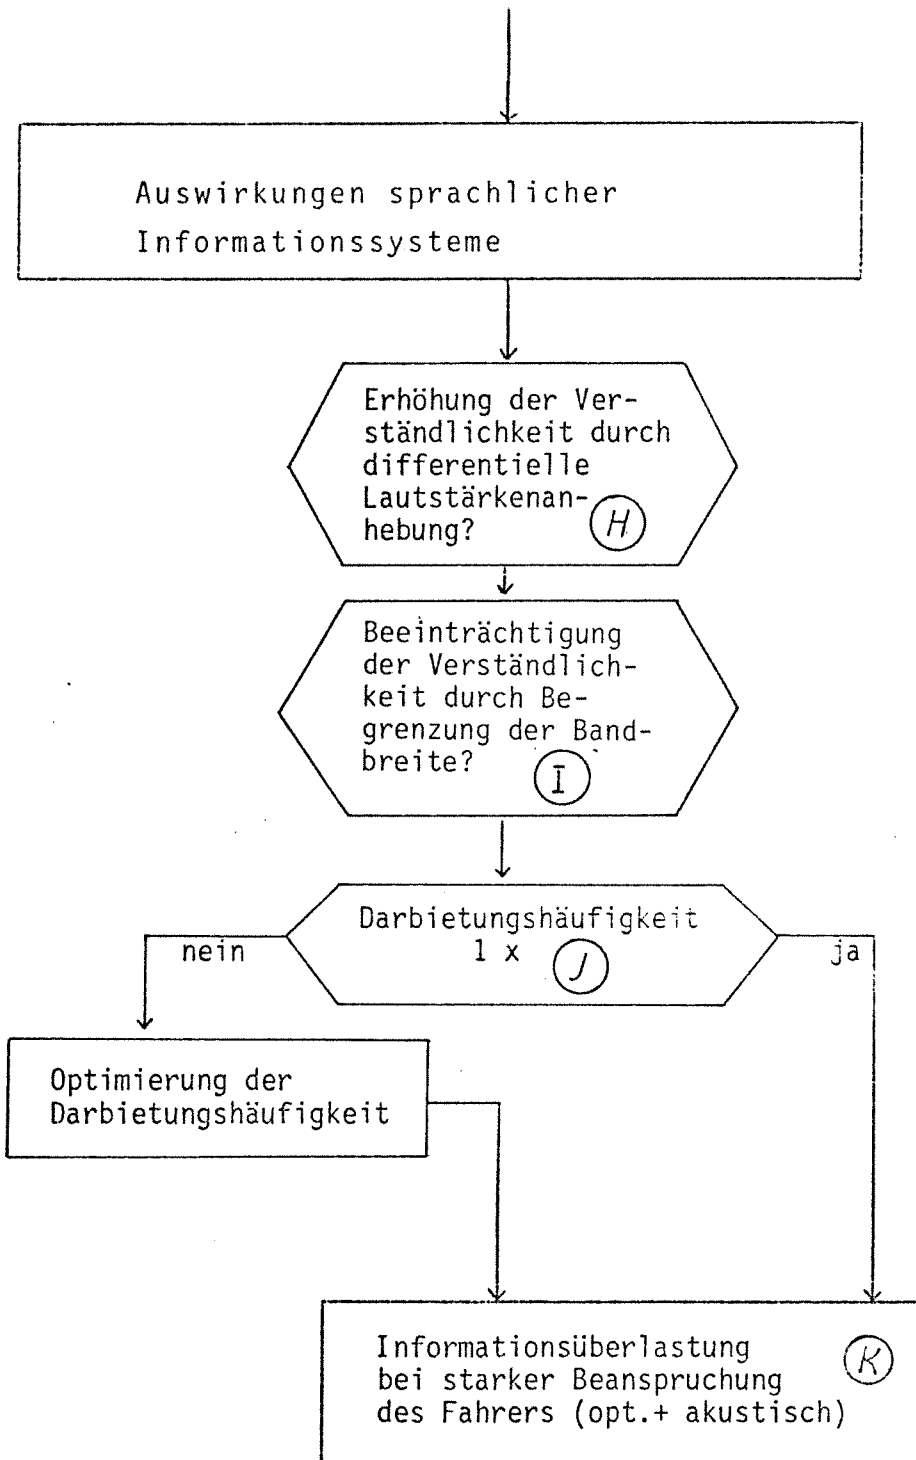 Auswirkungen sprachlicher
Informationssysteme
Erhöhung der Ver-
ständlichkeit durch
differentielle
Lautstärkenan-
hebung?
H
Beeinträchtigung
der Verständlich-
keit durch Be-
grenzung der Band-
breite?
I
Darbietungshäufigkeit
1 x
J
nein
ja
Optimierung der
Darbietungshäufigkeit
Informationsüberlastung
bei starker Beanspruchung
des Fahrers (opt.+ akustisch)
K